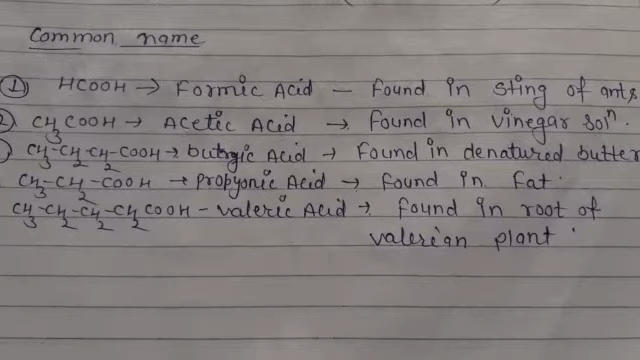 Common name
① HCOOH → Formic Acid – Found in sting of ants
2) CH₃COOH → Acetic Acid → Found in vinegar solⁿ.
) CH₃-CH₂-CH₂-COOH → butyric Acid → Found in denatured butter
CH₃-CH₂-COOH → propyonic Acid → found in fat.
CH₃-CH₂-CH₂-CH₂COOH – valeric Acid → found in root of
valerian plant.